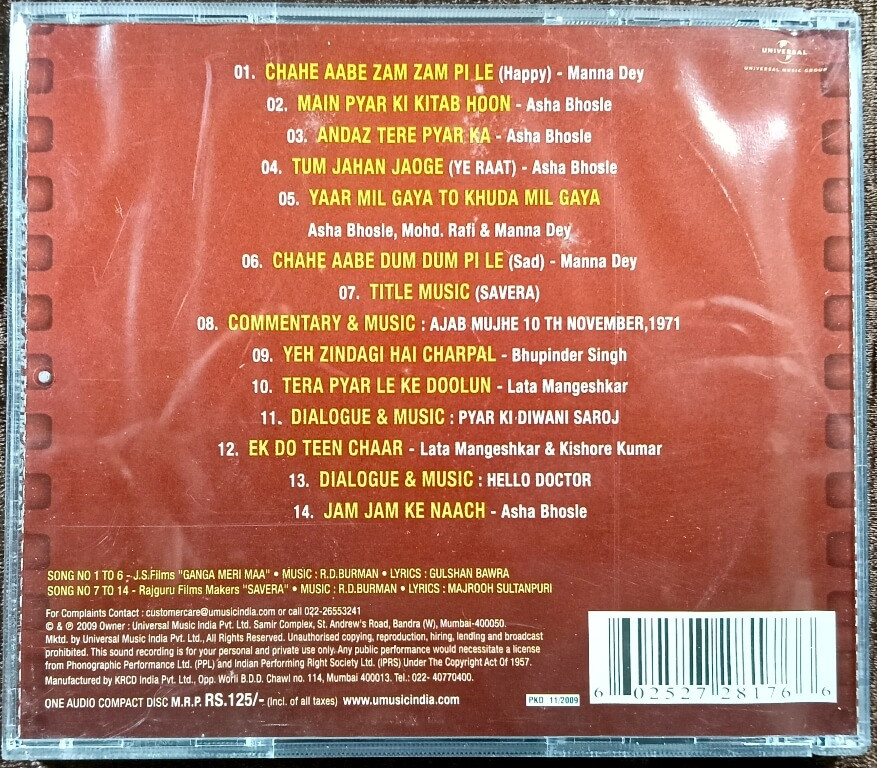 UNIVERSAL
UNIVERSAL MUSIC GROUP
01. CHAHE AABE ZAM ZAM PI LE (Happy) - Manna Dey
02. MAIN PYAR KI KITAB HOON - Asha Bhosle
03. ANDAZ TERE PYAR KA - Asha Bhosle
04. TUM JAHAN JAOGE (YE RAAT) - Asha Bhosle
05. YAAR MIL GAYA TO KHUDA MIL GAYA
Asha Bhosle, Mohd. Rafi & Manna Dey
06. CHAHE AABE DUM DUM PI LE (Sad) - Manna Dey
07. TITLE MUSIC (SAVERA)
08. COMMENTARY & MUSIC : AJAB MUJHE 10 TH NOVEMBER,1971
09. YEH ZINDAGI HAI CHARPAL - Bhupinder Singh
10. TERA PYAR LE KE DOOLUN - Lata Mangeshkar
11. DIALOGUE & MUSIC : PYAR KI DIWANI SAROJ
12. EK DO TEEN CHAAR - Lata Mangeshkar & Kishore Kumar
13. DIALOGUE & MUSIC : HELLO DOCTOR
14. JAM JAM KE NAACH - Asha Bhosle
SONG NO 1 TO 6 - J.S.Films "GANGA MERI MAA" • MUSIC : R.D.BURMAN • LYRICS : GULSHAN BAWRA
SONG NO 7 TO 14 - Rajguru Films Makers "SAVERA" • MUSIC : R.D.BURMAN • LYRICS : MAJROOH SULTANPURI
For Complaints Contact : customercare@umusicindia.com or call 022-26553241
© & ℗ 2009 Owner : Universal Music India Pvt. Ltd. Samir Complex, St. Andrew's Road, Bandra (W), Mumbai-400050.
Mktd. by Universal Music India Pvt. Ltd., All Rights Reserved. Unauthorised copying, reproduction, hiring, lending and broadcast
prohibited. This sound recording is for your personal and private use only. Any public performance would necessitate a license
from Phonographic Performance Ltd. (PPL) and Indian Performing Right Society Ltd. (IPRS) Under The Copyright Act Of 1957.
Manufactured by KRCD India Pvt. Ltd., Opp. Worli B.D.D. Chawl no. 114, Mumbai 400013. Tel.: 022- 40770400.
ONE AUDIO COMPACT DISC M.R.P. RS.125/- (Incl. of all taxes) www.umusicindia.com
PKD 11/2009
6 02527 28176 6